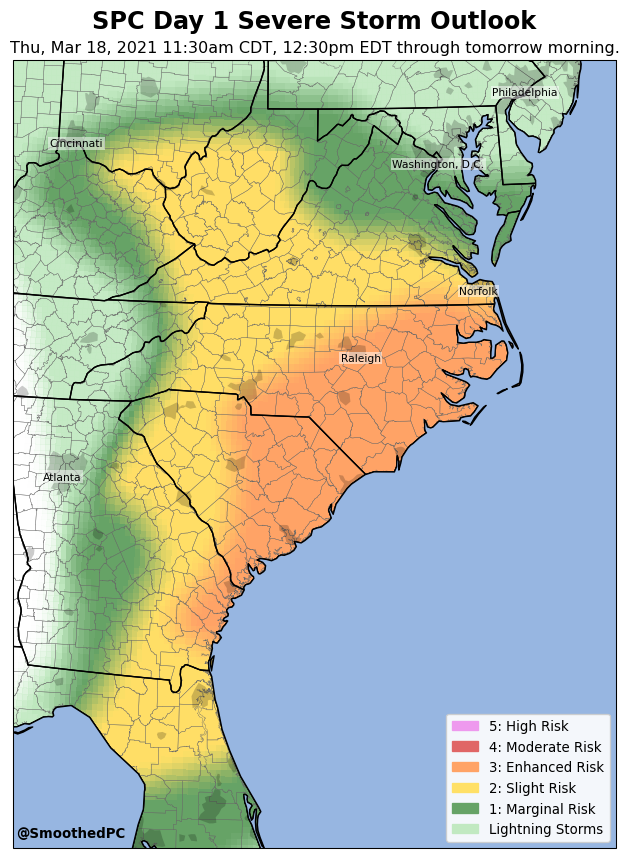 SPC Day 1 Severe Storm Outlook
Thu, Mar 18, 2021 11:30am CDT, 12:30pm EDT through tomorrow morning.
Philadelphia
Cincinnati
Washington, D.C.
Norfolk
Raleigh
Atlanta
5: High Risk
4: Moderate Risk
3: Enhanced Risk
2: Slight Risk
1: Marginal Risk
Lightning Storms
@SmoothedPC